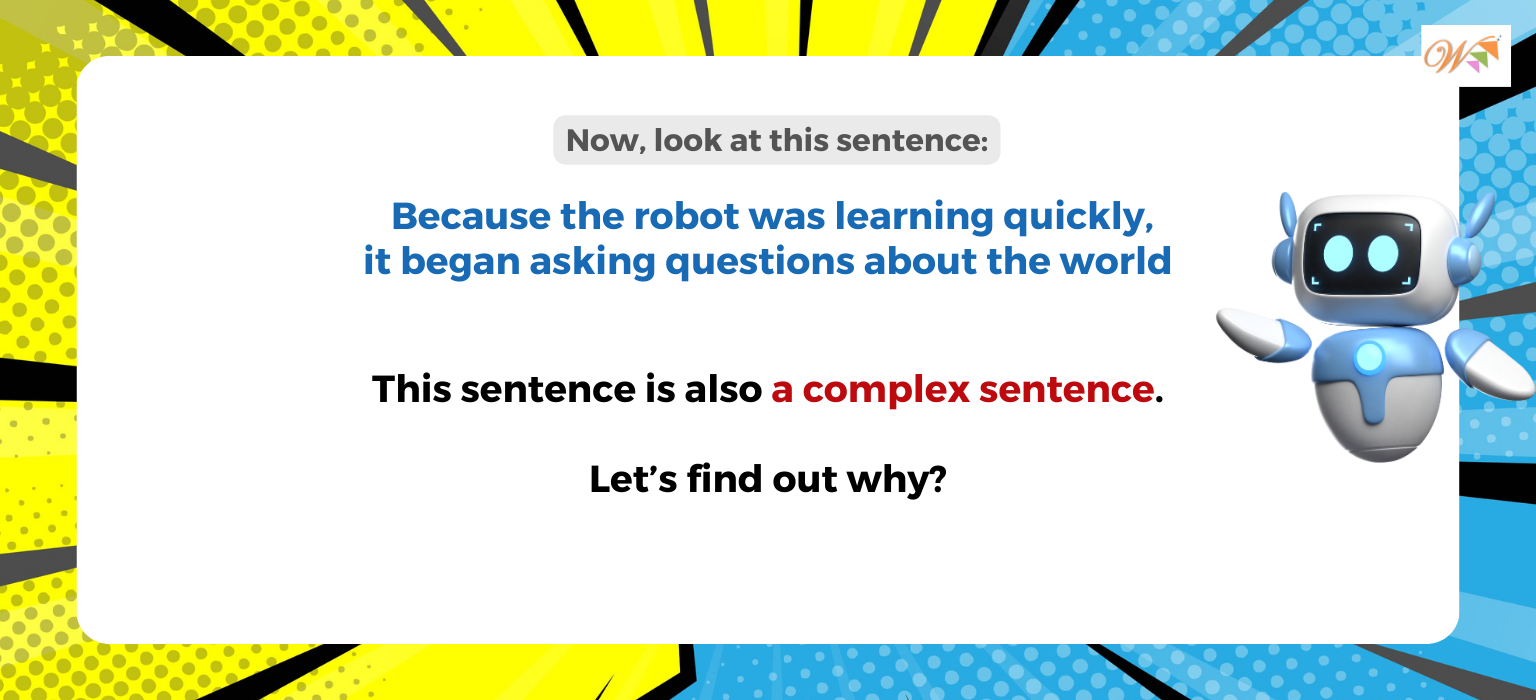 Now, look at this sentence:
Because the robot was learning quickly,
it began asking questions about the world
This sentence is also a complex sentence.
Let’s find out why?
W